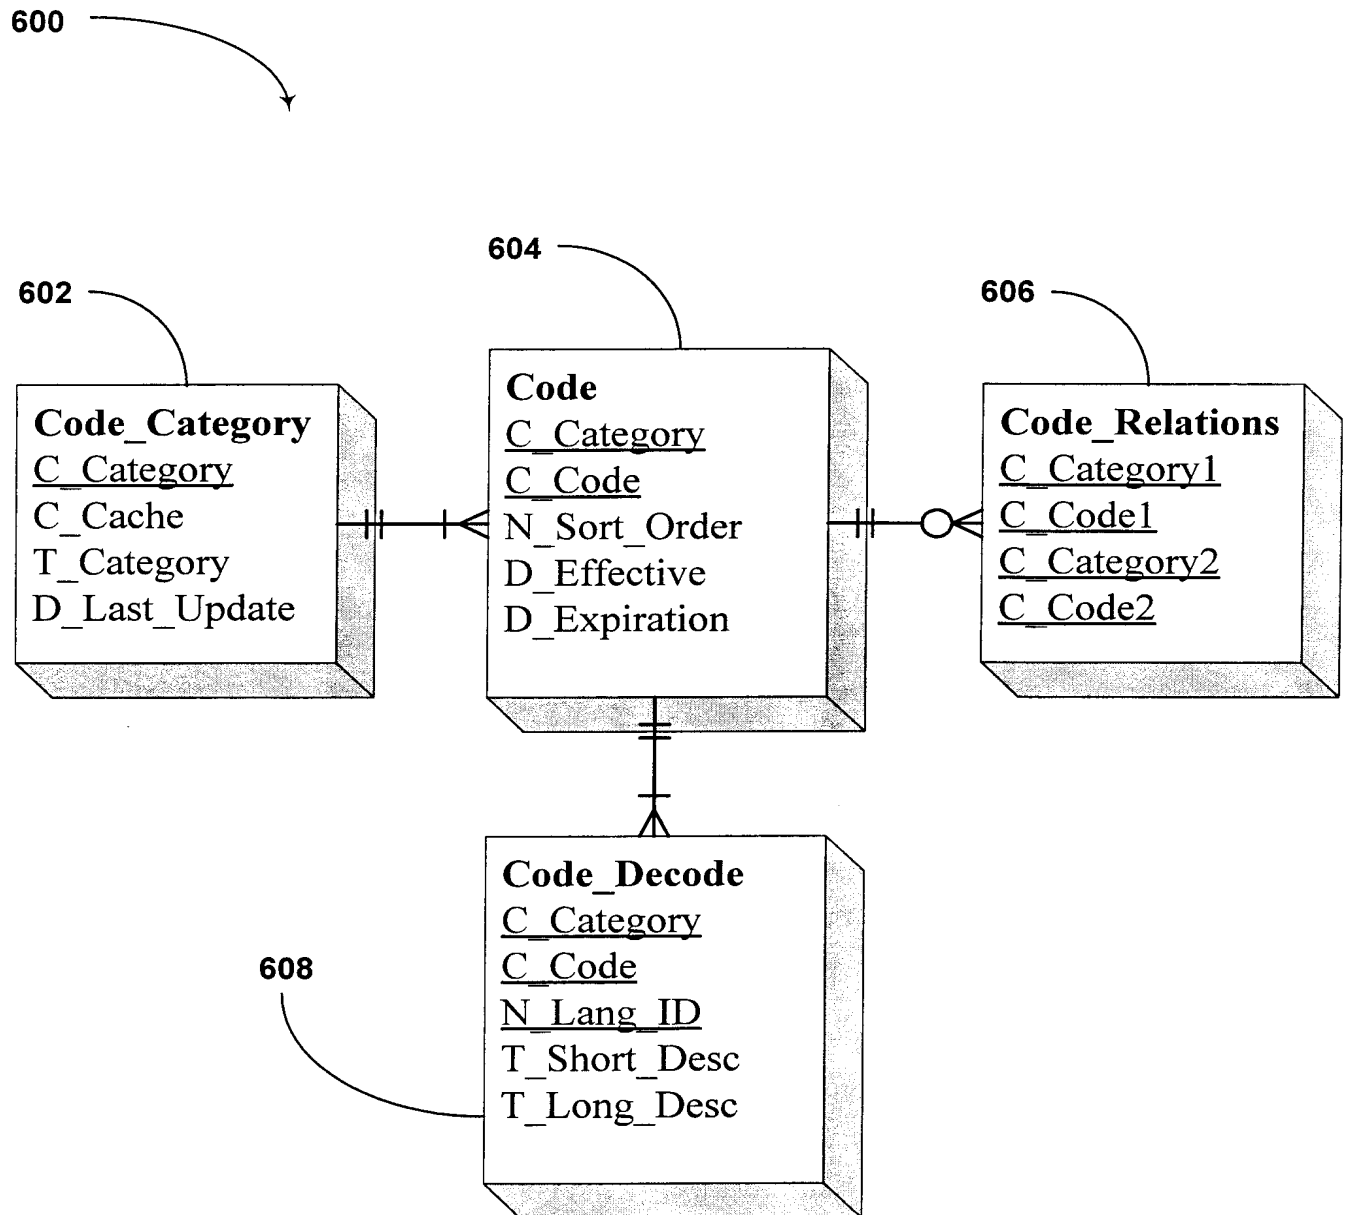 600
604
602
606
Code_Category
C_Category
C_Cache
T_Category
D_Last_Update
Code
C_Category
C_Code
N_Sort_Order
D_Effective
D_Expiration
Code_Relations
C_Category1
C_Code1
C_Category2
C_Code2
608
Code_Decode
C_Category
C_Code
N_Lang_ID
T_Short_Desc
T_Long_Desc